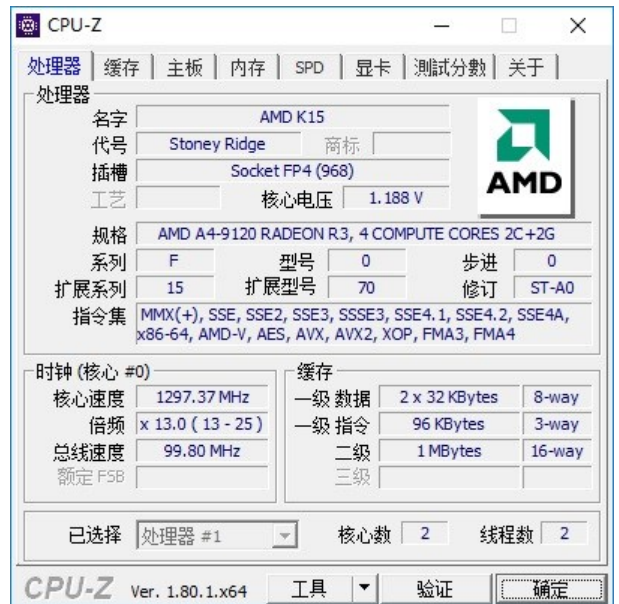 CPU-Z
处理器 缓存 主板 内存 SPD 显卡 測試分數 关于
处理器
名字 AMD K15
代号 Stoney Ridge 商标
插槽 Socket FP4 (968)
工艺 核心电压 1.188 V
AMD
规格 AMD A4-9120 RADEON R3, 4 COMPUTE CORES 2C+2G
系列 F 型号 0 步进 0
扩展系列 15 扩展型号 70 修订 ST-A0
指令集 MMX(+), SSE, SSE2, SSE3, SSSE3, SSE4.1, SSE4.2, SSE4A,
x86-64, AMD-V, AES, AVX, AVX2, XOP, FMA3, FMA4
时钟 (核心 #0)
核心速度 1297.37 MHz
倍频 x 13.0 ( 13 - 25 )
总线速度 99.80 MHz
额定 FSB
缓存
一级 数据 2 x 32 KBytes 8-way
一级 指令 96 KBytes 3-way
二级 1 MBytes 16-way
三级
已选择 处理器 #1 核心数 2 线程数 2
CPU-Z Ver. 1.80.1.x64 工具 验证 确定